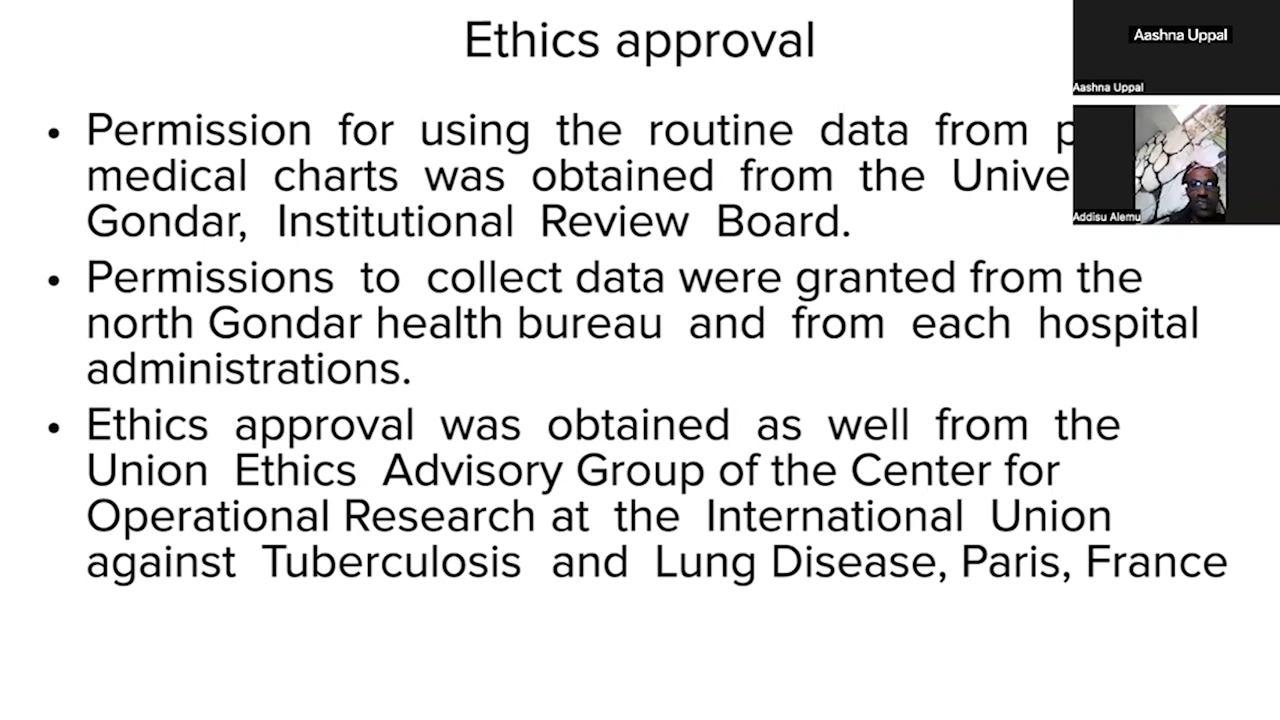 Ethics approval
• Permission for using the routine data from
medical charts was obtained from the
Gondar, Institutional Review Board.
• Permissions to collect data were granted from the
north Gondar health bureau and from each hospital
administrations.
• Ethics approval was obtained as well from the
Union Ethics Advisory Group of the Center for
Operational Research at the International Union
against Tuberculosis and Lung Disease, Paris, France
Aashna Uppal
Aashna Uppal
Addisu Alemu